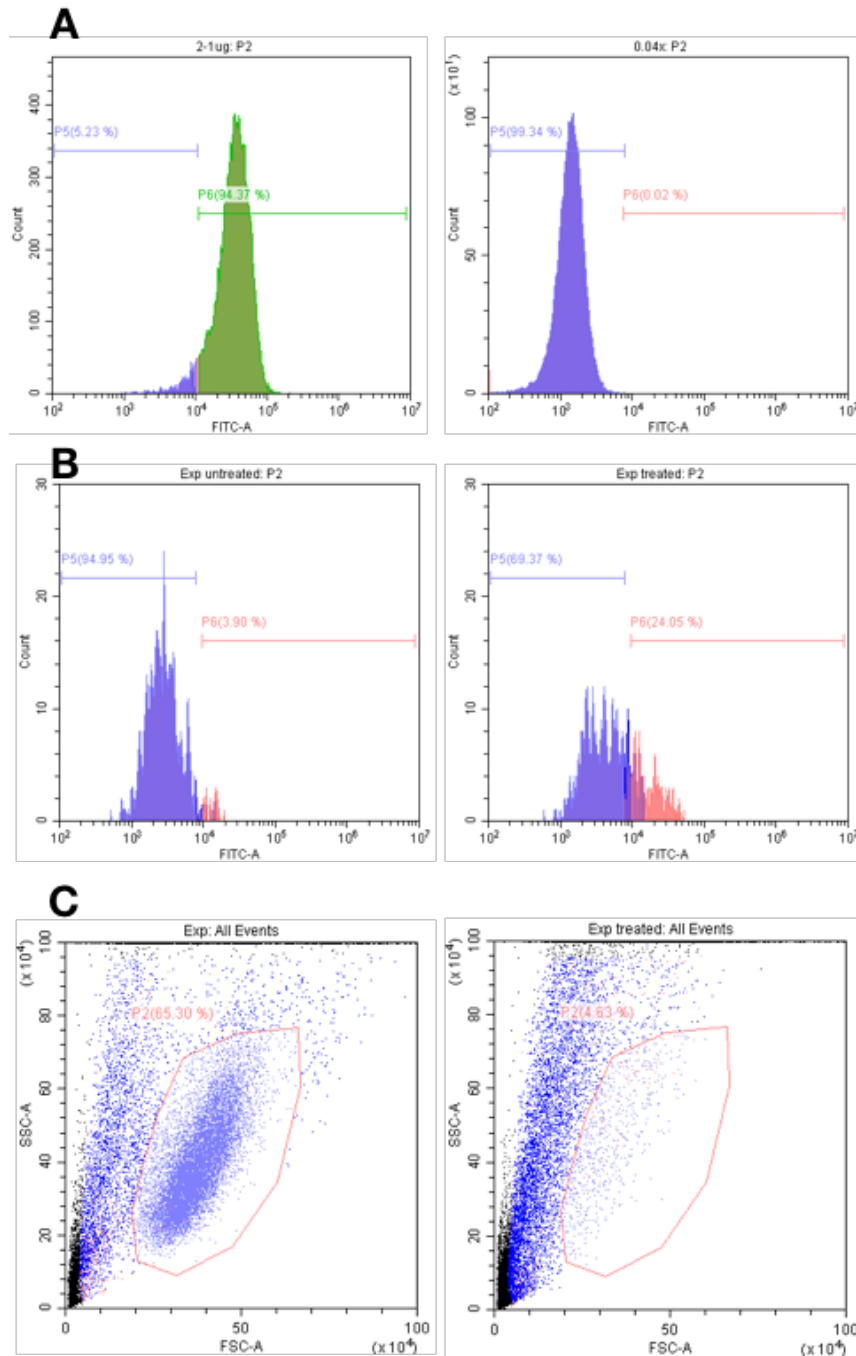 A
2-1ug: P2
P5(5.23 %)
P6(94.37 %)
Count
0 100 200 300 400
10² 10³ 10⁴ 10⁵ 10⁶ 10⁷
FITC-A
0.04x: P2
(x 10¹)
P5(99.34 %)
P6(0.02 %)
Count
0 50 100
10² 10³ 10⁴ 10⁵ 10⁶ 10⁷
FITC-A
B
Exp untreated: P2
P5(94.95 %)
P6(3.90 %)
Count
0 10 20 30
10² 10³ 10⁴ 10⁵ 10⁶ 10⁷
FITC-A
Exp treated: P2
P5(69.37 %)
P6(24.05 %)
Count
0 10 20 30
10² 10³ 10⁴ 10⁵ 10⁶ 10⁷
FITC-A
C
Exp: All Events
(x 10⁴)
P2(65.30 %)
SSC-A
0 20 40 60 80 100
0 50 100
FSC-A
(x 10⁴)
Exp treated: All Events
(x 10⁴)
P2(4.63 %)
SSC-A
0 20 40 60 80 100
0 50 100
FSC-A
(x 10⁴)